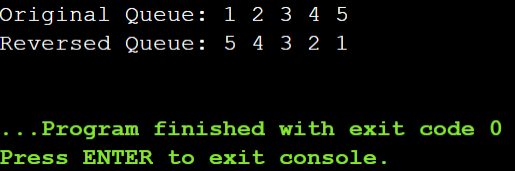 Original Queue: 1 2 3 4 5
Reversed Queue: 5 4 3 2 1
...Program finished with exit code 0
Press ENTER to exit console.